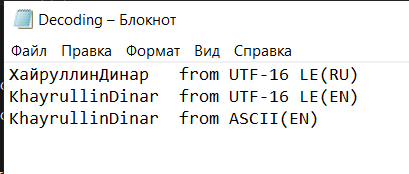 Decoding – Блокнот
Файл Правка Формат Вид Справка
ХайруллинДинар from UTF-16 LE(RU)
KhayrullinDinar from UTF-16 LE(EN)
KhayrullinDinar from ASCII(EN)